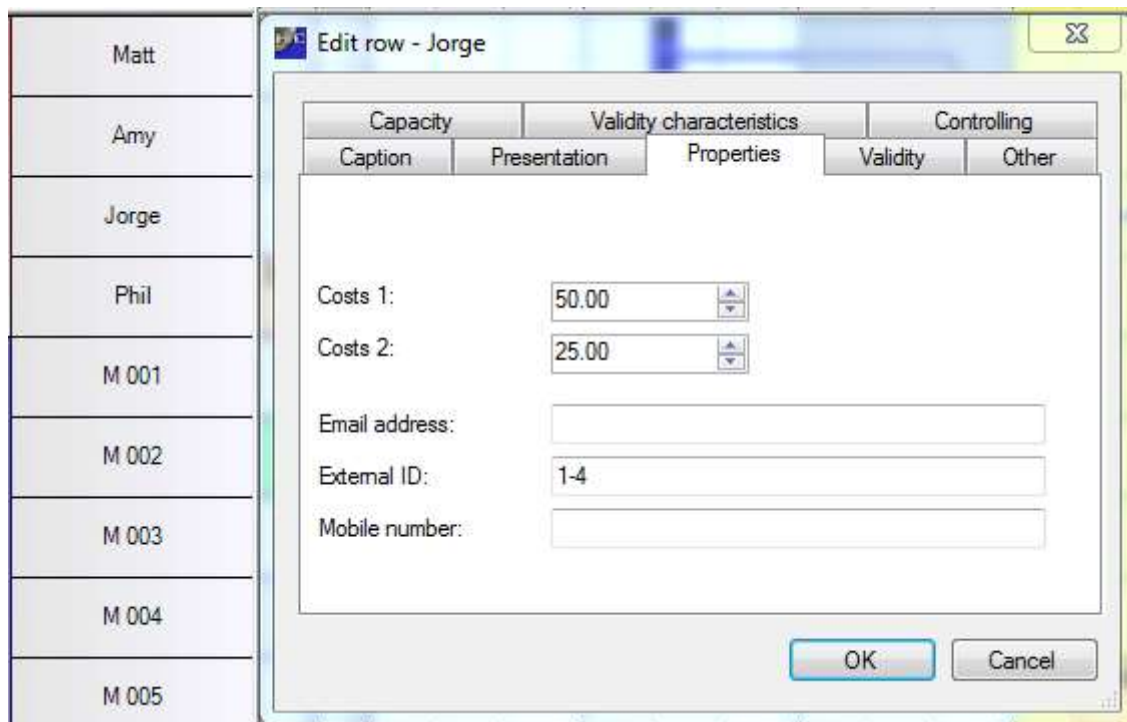 Matt
Amy
Jorge
Phil
M 001
M 002
M 003
M 004
M 005
Edit row - Jorge
Capacity Validity characteristics Controlling
Caption Presentation Properties Validity Other
Costs 1: 50.00
Costs 2: 25.00
Email address:
External ID: 1-4
Mobile number:
OK Cancel